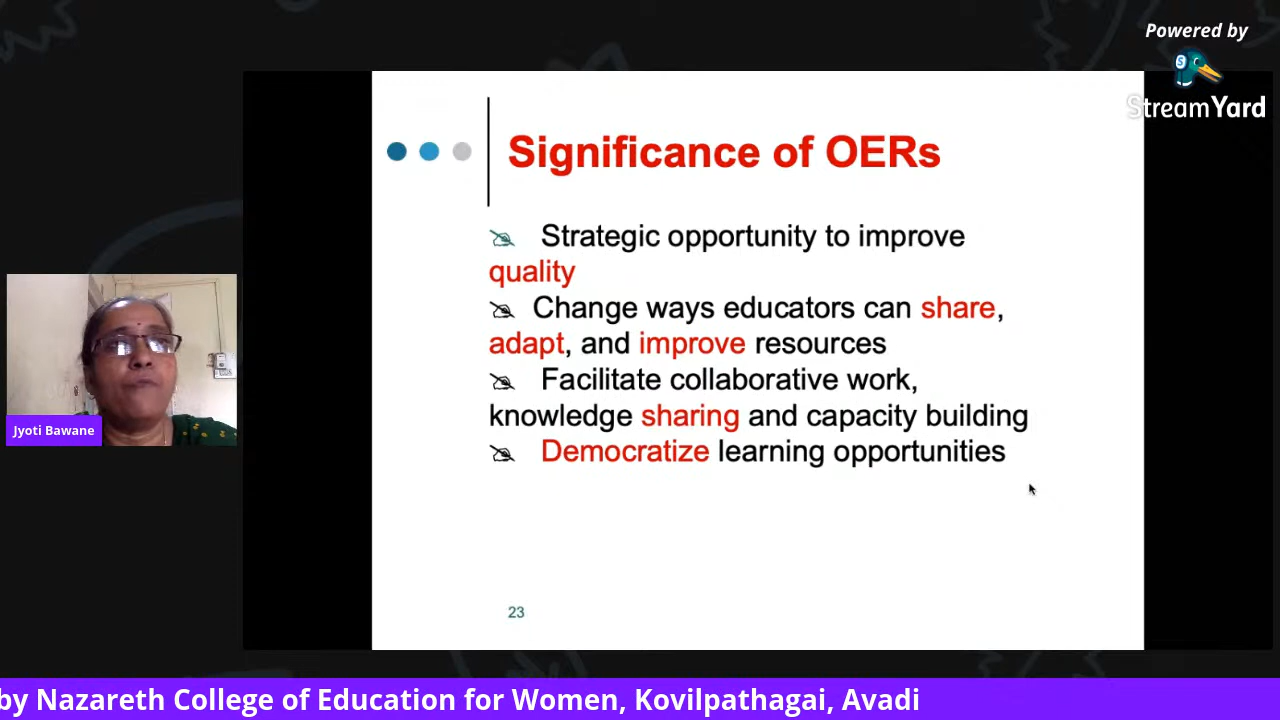 Powered by
StreamYard
Significance of OERs
Strategic opportunity to improve
quality
Change ways educators can share,
adapt, and improve resources
Facilitate collaborative work,
knowledge sharing and capacity building
Democratize learning opportunities
23
Jyoti Bawane
by Nazareth College of Education for Women, Kovilpathagai, Avadi